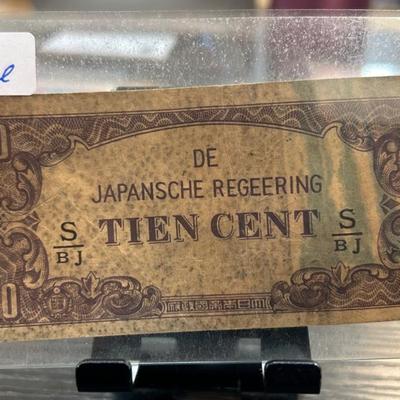 DE
JAPANSCHE REGEERING
TIEN CENT
S
BJ
S
BJ